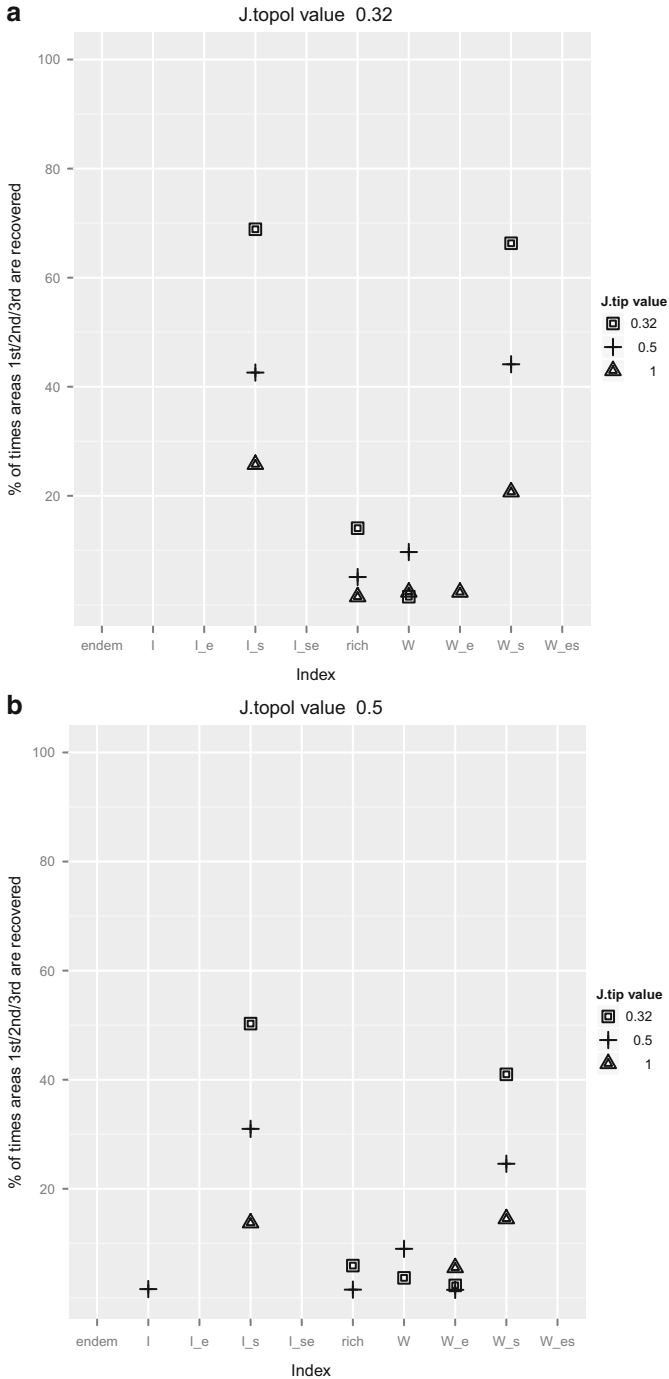 a
J.topol value 0.32
% of times areas 1st/2nd/3rd are recovered
100
80
60
40
20
endem I I_e I_s I_se rich W W_e W_s W_es
Index
J.tip value
0.32
0.5
1
b
J.topol value 0.5
% of times areas 1st/2nd/3rd are recovered
100
80
60
40
20
endem I I_e I_s I_se rich W W_e W_s W_es
Index
J.tip value
0.32
0.5
1